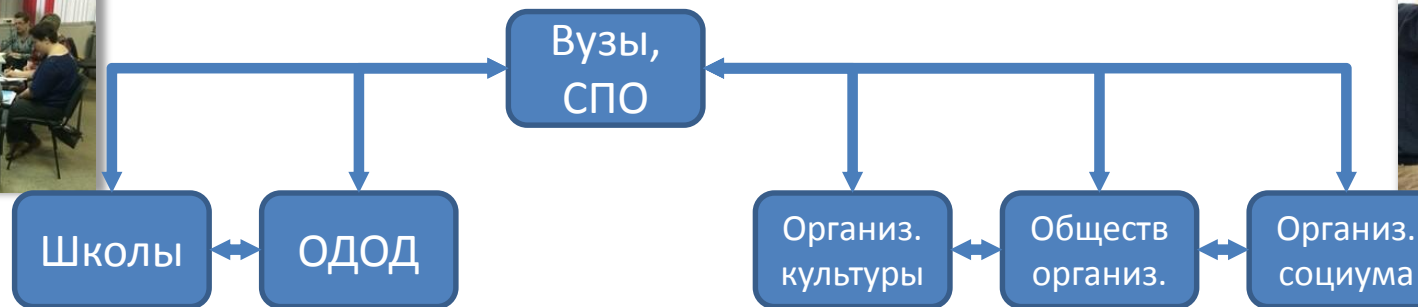 Вузы,
СПО
Школы
ОДОД
Организ.
культуры
Обществ
организ.
Организ.
социума